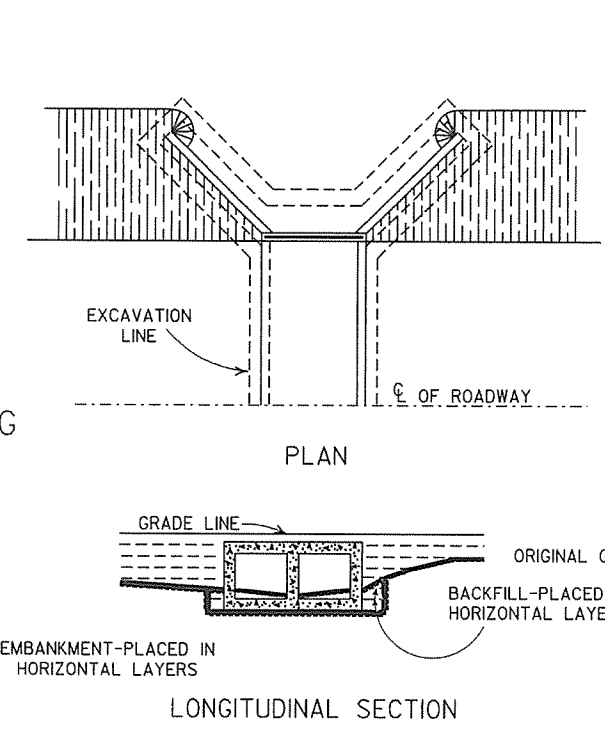 EXCAVATION
LINE
℄ OF ROADWAY
G
PLAN
GRADE LINE
ORIGINAL
BACKFILL-PLACED
HORIZONTAL
EMBANKMENT-PLACED IN
HORIZONTAL LAYERS
LONGITUDINAL SECTION